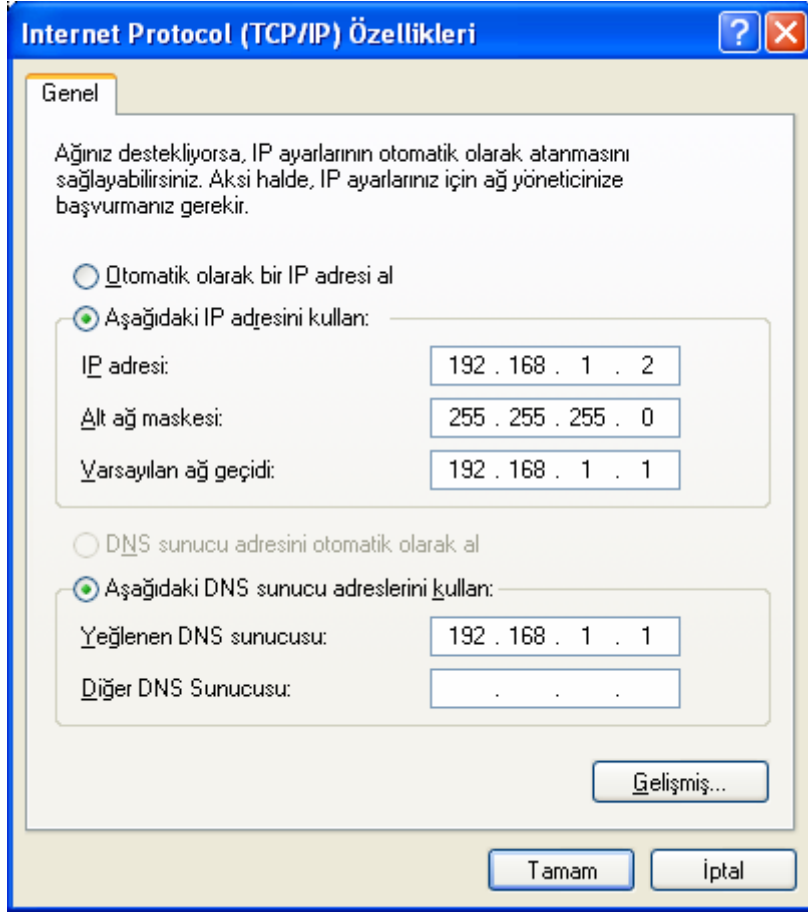 Internet Protocol (TCP/IP) Özellikleri
Genel
Ağınız destekliyorsa, IP ayarlarının otomatik olarak atanmasını
sağlayabilirsiniz. Aksi halde, IP ayarlarınız için ağ yöneticinize
başvurmanız gerekir.
Otomatik olarak bir IP adresi al
Aşağıdaki IP adresini kullan:
IP adresi: 192 . 168 . 1 . 2
Alt ağ maskesi: 255 . 255 . 255 . 0
Varsayılan ağ geçidi: 192 . 168 . 1 . 1
DNS sunucu adresini otomatik olarak al
Aşağıdaki DNS sunucu adreslerini kullan:
Yeğlenen DNS sunucusu: 192 . 168 . 1 . 1
Diğer DNS Sunucusu: . . .
Gelişmiş...
Tamam İptal